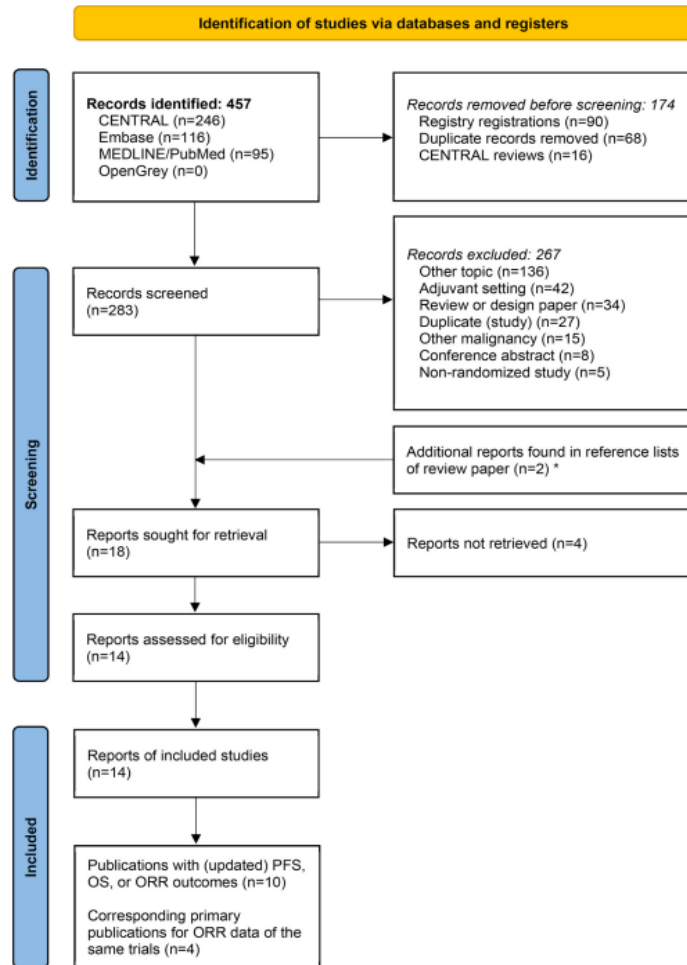 Identification of studies via databases and registers
Identification
Records identified: 457
CENTRAL (n=246)
Embase (n=116)
MEDLINE/PubMed (n=95)
OpenGrey (n=0)
Records removed before screening: 174
Registry registrations (n=90)
Duplicate records removed (n=68)
CENTRAL reviews (n=16)
Screening
Records screened
(n=283)
Records excluded: 267
Other topic (n=136)
Adjuvant setting (n=42)
Review or design paper (n=34)
Duplicate (study) (n=27)
Other malignancy (n=15)
Conference abstract (n=8)
Non-randomized study (n=5)
Additional reports found in reference lists
of review paper (n=2) *
Reports sought for retrieval
(n=18)
Reports not retrieved (n=4)
Reports assessed for eligibility
(n=14)
Included
Reports of included studies
(n=14)
Publications with (updated) PFS,
OS, or ORR outcomes (n=10)
Corresponding primary
publications for ORR data of the
same trials (n=4)